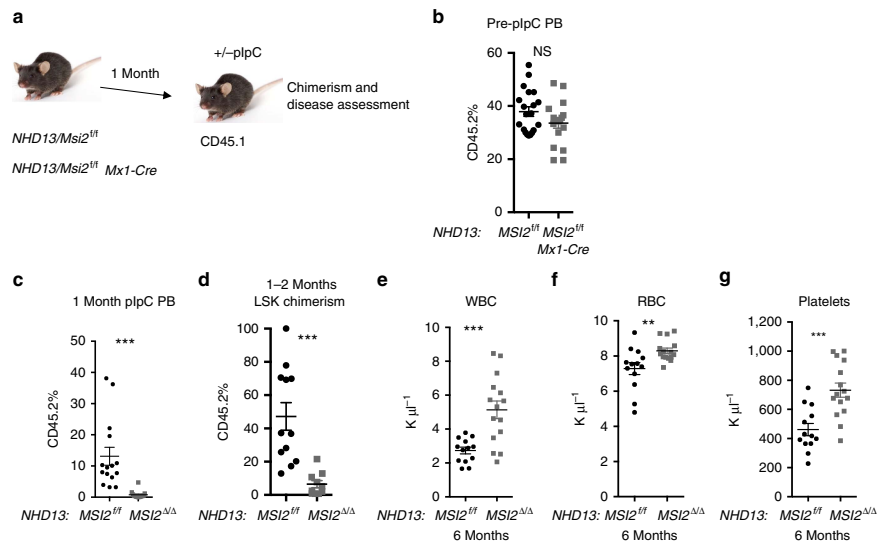 a
1 Month
+/–pIpC
Chimerism and
disease assessment
NHD13/Msi2f/f
CD45.1
NHD13/Msi2f/f Mx1-Cre
b
Pre-pIpC PB
NS
60
40
20
0
CD45.2%
NHD13: MSI2f/f MSI2f/f
Mx1-Cre
c
1 Month pIpC PB
***
50
40
30
20
10
0
CD45.2%
NHD13: MSI2f/f MSI2Δ/Δ
d
1–2 Months
LSK chimerism
***
100
80
60
40
20
0
CD45.2%
NHD13: MSI2f/f MSI2Δ/Δ
e
WBC
***
10
8
6
4
2
0
K µl−1
NHD13: MSI2f/f MSI2Δ/Δ
6 Months
f
RBC
**
10
8
6
4
2
0
K µl−1
NHD13: MSI2f/f MSI2Δ/Δ
6 Months
g
Platelets
***
1,200
1,000
800
600
400
200
0
K µl−1
NHD13: MSI2f/f MSI2Δ/Δ
6 Months